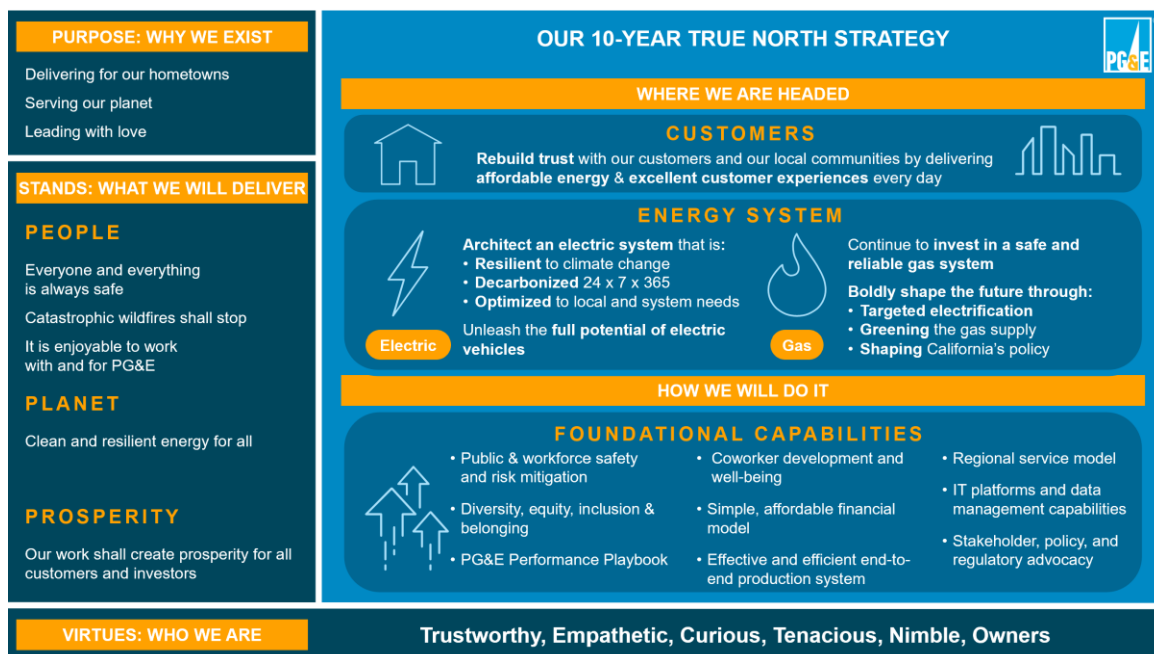 PURPOSE: WHY WE EXIST
Delivering for our hometowns
Serving our planet
Leading with love
STANDS: WHAT WE WILL DELIVER
PEOPLE
Everyone and everything
is always safe
Catastrophic wildfires shall stop
It is enjoyable to work
with and for PG&E
PLANET
Clean and resilient energy for all
PROSPERITY
Our work shall create prosperity for all
customers and investors
OUR 10-YEAR TRUE NORTH STRATEGY
PG&E
WHERE WE ARE HEADED
CUSTOMERS
Rebuild trust with our customers and our local communities by delivering
affordable energy & excellent customer experiences every day
ENERGY SYSTEM
Architect an electric system that is:
• Resilient to climate change
• Decarbonized 24 x 7 x 365
• Optimized to local and system needs
Unleash the full potential of electric
vehicles
Electric
Continue to invest in a safe and
reliable gas system
Boldly shape the future through:
• Targeted electrification
• Greening the gas supply
• Shaping California's policy
Gas
HOW WE WILL DO IT
FOUNDATIONAL CAPABILITIES
• Public & workforce safety
and risk mitigation
• Diversity, equity, inclusion &
belonging
• PG&E Performance Playbook
• Coworker development and
well-being
• Simple, affordable financial
model
• Effective and efficient end-to-
end production system
• Regional service model
• IT platforms and data
management capabilities
• Stakeholder, policy, and
regulatory advocacy
VIRTUES: WHO WE ARE
Trustworthy, Empathetic, Curious, Tenacious, Nimble, Owners